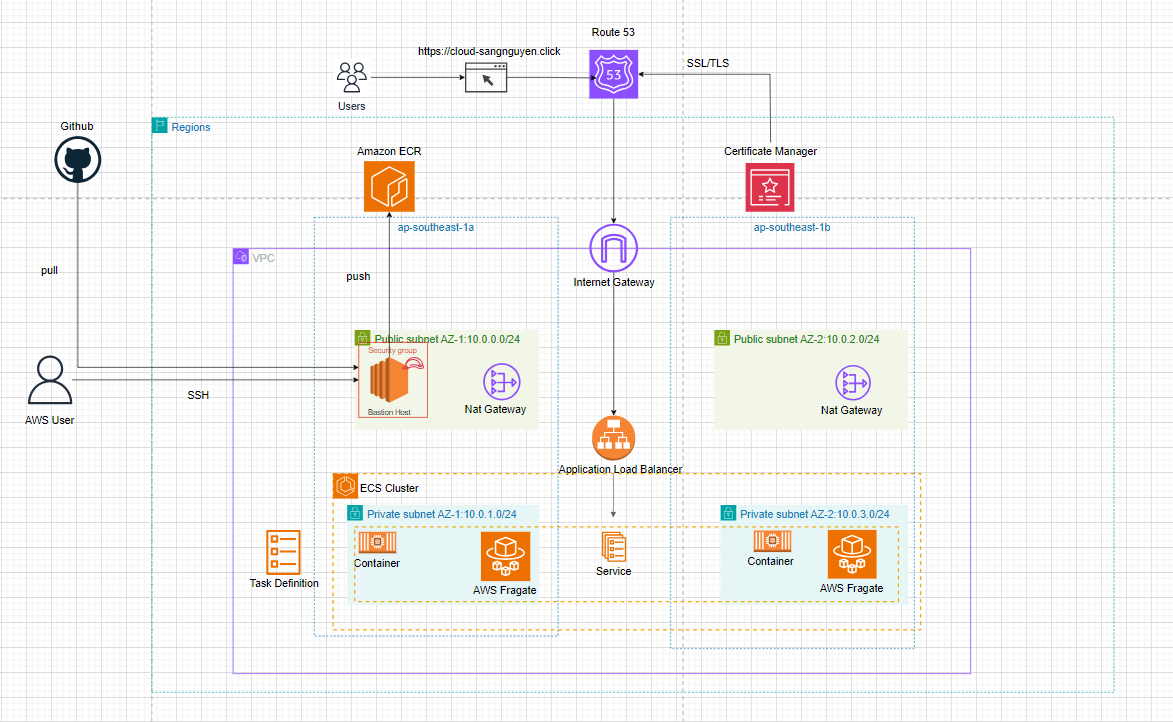 Route 53
https://cloud-sangnguyen.click
53
SSL/TLS
Users
Github
Regions
Amazon ECR
Certificate Manager
ap-southeast-1a
ap-southeast-1b
VPC
pull
push
Internet Gateway
Public subnet AZ-1:10.0.0.0/24
Public subnet AZ-2:10.0.2.0/24
Security group
SSH
Bastion Host
Nat Gateway
Nat Gateway
AWS User
Application Load Balancer
ECS Cluster
Private subnet AZ-1:10.0.1.0/24
Private subnet AZ-2:10.0.3.0/24
Container
Container
Service
Task Definition
AWS Fragate
AWS Fragate